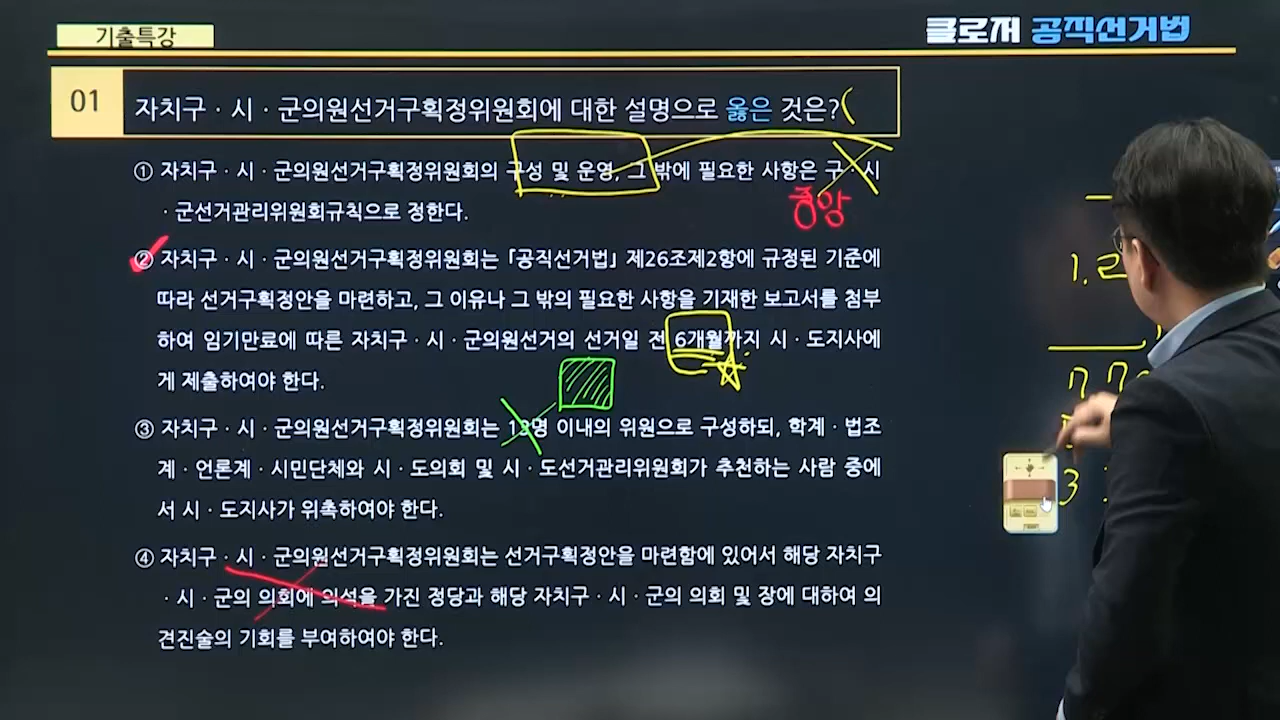 기출특강
클로저 공직선거법
01
자치구 · 시 · 군의원선거구획정위원회에 대한 설명으로 옳은 것은?(
① 자치구 · 시 · 군의원선거구획정위원회의 구성 및 운영, 그 밖에 필요한 사항은 구 · 시
· 군선거관리위원회규칙으로 정한다.
중앙
② 자치구 · 시 · 군의원선거구획정위원회는 「공직선거법」 제26조제2항에 규정된 기준에
따라 선거구획정안을 마련하고, 그 이유나 그 밖의 필요한 사항을 기재한 보고서를 첨부
하여 임기만료에 따른 자치구 · 시 · 군의원선거의 선거일 전 6개월까지 시 · 도지사에
게 제출하여야 한다.
③ 자치구 · 시 · 군의원선거구획정위원회는 13명 이내의 위원으로 구성하되, 학계 · 법조
계 · 언론계 · 시민단체와 시 · 도의회 및 시 · 도선거관리위원회가 추천하는 사람 중에
서 시 · 도지사가 위촉하여야 한다.
④ 자치구 · 시 · 군의원선거구획정위원회는 선거구획정안을 마련함에 있어서 해당 자치구
· 시 · 군의 의회에 의석을 가진 정당과 해당 자치구 · 시 · 군의 의회 및 장에 대하여 의
견진술의 기회를 부여하여야 한다.
1.2
3